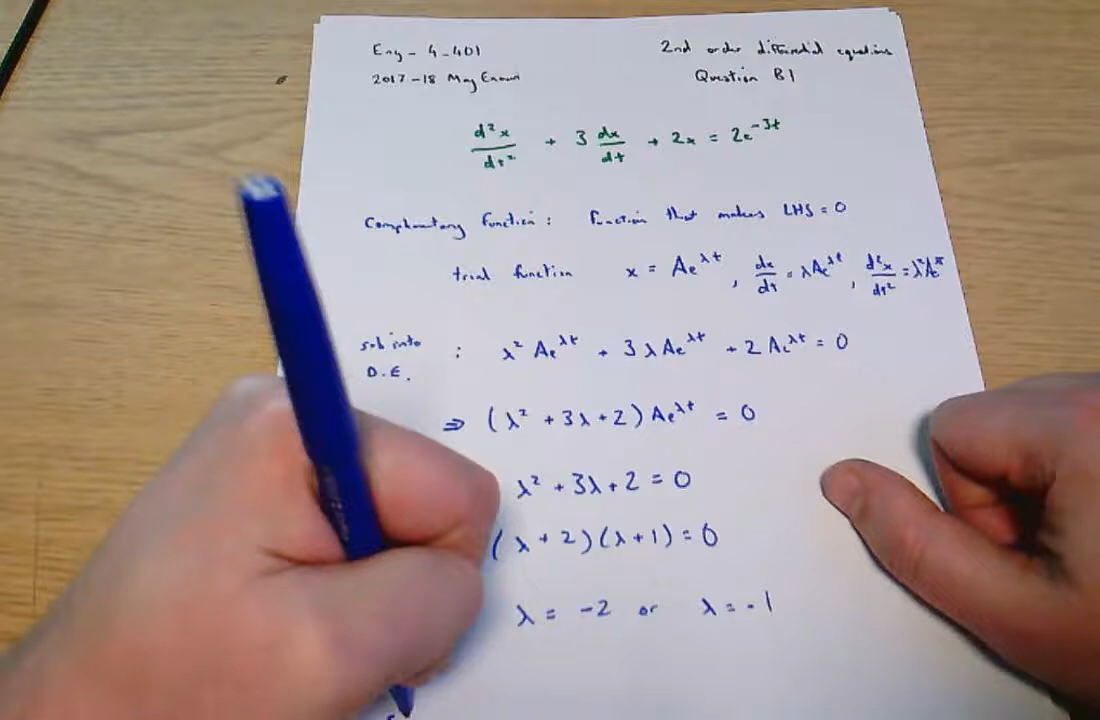 Eng-4-401
2nd order differential equations
2017-18 May Exam
Question B1
d²x/dt² + 3 dx/dt + 2x = 2e^-3t
Complementary Function: Function that makes LHS = 0
trial function x = Ae^λt, dx/dt = λAe^λt, d²x/dt² = λ²Ae^λt
sub into D.E. : λ²Ae^λt + 3λAe^λt + 2Ae^λt = 0
⇒ (λ² + 3λ + 2)Ae^λt = 0
λ² + 3λ + 2 = 0
(λ + 2)(λ + 1) = 0
λ = -2 or λ = -1